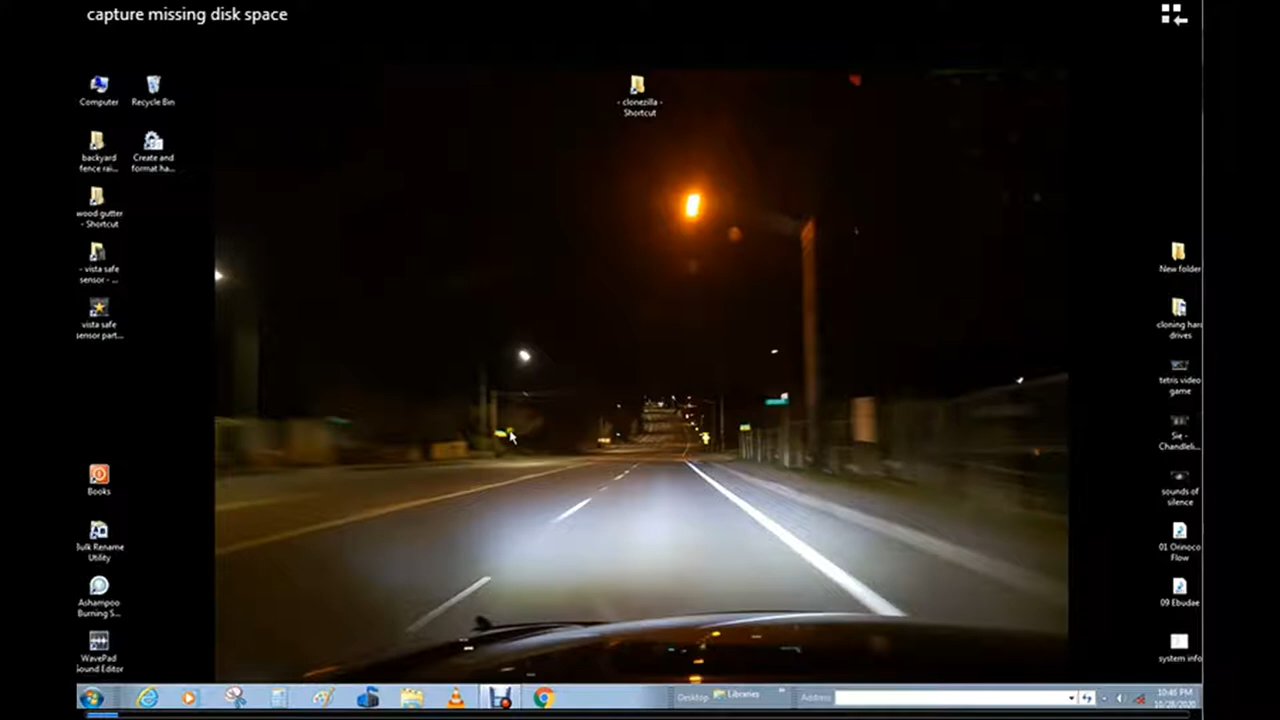 capture missing disk space
Computer
Recycle Bin
- clonezilla -
Shortcut
backyard
fence rai...
Create and
format ha...
wood gutter
- Shortcut
- vista safe
sensor - ...
vista safe
sensor part...
New folder
cloning hard
drives
tetris video
game
Sie -
Chandleli...
sounds of
silence
01 Orinoco
Flow
09 Ebudae
system info
Books
Bulk Rename
Utility
Ashampoo
Burning S...
WavePad
Sound Editor
Desktop
Libraries
Address
10:46 PM